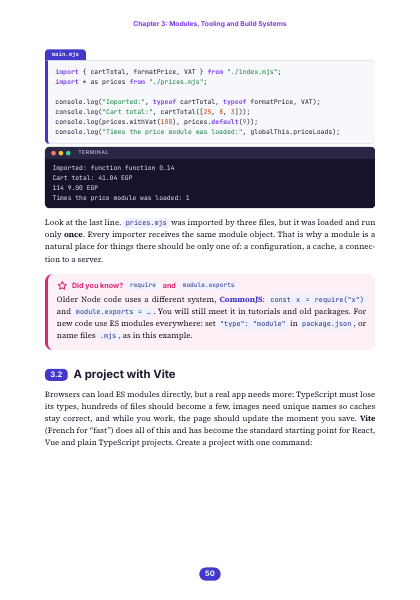 Chapter 3: Modules, Tooling and Build Systems
main.mjs
import { cartTotal, formatPrice, VAT } from "./index.mjs";
import * as prices from "./prices.mjs";
console.log("Imported:", typeof cartTotal, typeof formatPrice, VAT);
console.log("Cart total:", cartTotal([25, 8, 3]));
console.log(prices.withVat(100), prices.default(9));
console.log("Times the price module was loaded:", globalThis.priceLoads);
TERMINAL
Imported: function function 0.14
Cart total: 41.04 EGP
114 9.00 EGP
Times the price module was loaded: 1
Look at the last line. prices.mjs was imported by three files, but it was loaded and run
only once. Every importer receives the same module object. That is why a module is a
natural place for things there should be only one of: a configuration, a cache, a connec-
tion to a server.
Did you know? require and module.exports
Older Node code uses a different system, CommonJS: const x = require("x")
and module.exports = …. You will still meet it in tutorials and old packages. For
new code use ES modules everywhere: set "type": "module" in package.json, or
name files .mjs, as in this example.
3.2 A project with Vite
Browsers can load ES modules directly, but a real app needs more: TypeScript must lose
its types, hundreds of files should become a few, images need unique names so caches
stay correct, and while you work, the page should update the moment you save. Vite
(French for “fast”) does all of this and has become the standard starting point for React,
Vue and plain TypeScript projects. Create a project with one command:
50